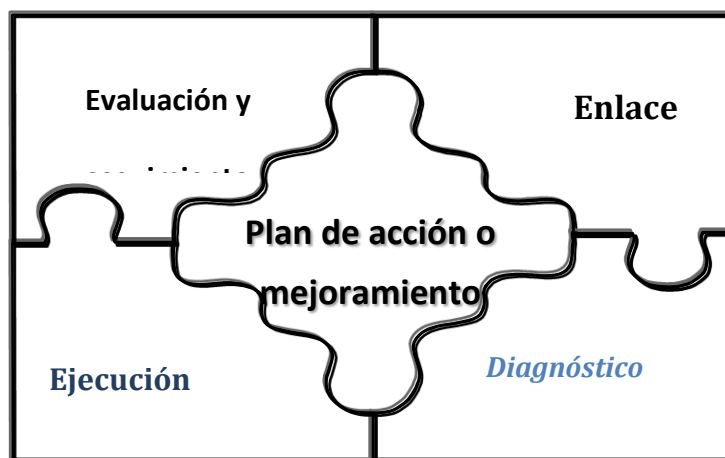 Evaluación y
Enlace
Plan de acción o
mejoramiento
Ejecución
Diagnóstico